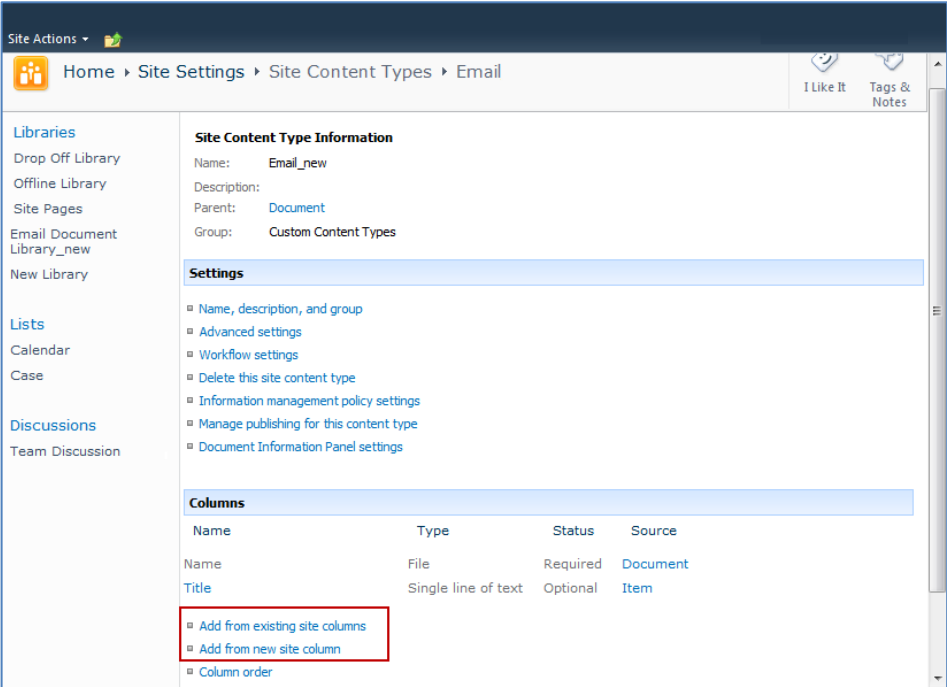 Site Actions
Home › Site Settings › Site Content Types › Email
I Like It
Tags &
Notes
Libraries
Drop Off Library
Offline Library
Site Pages
Email Document
Library_new
New Library
Lists
Calendar
Case
Discussions
Team Discussion
Site Content Type Information
Name: Email_new
Description:
Parent: Document
Group: Custom Content Types
Settings
Name, description, and group
Advanced settings
Workflow settings
Delete this site content type
Information management policy settings
Manage publishing for this content type
Document Information Panel settings
Columns
Name Type Status Source
Name File Required Document
Title Single line of text Optional Item
Add from existing site columns
Add from new site column
Column order